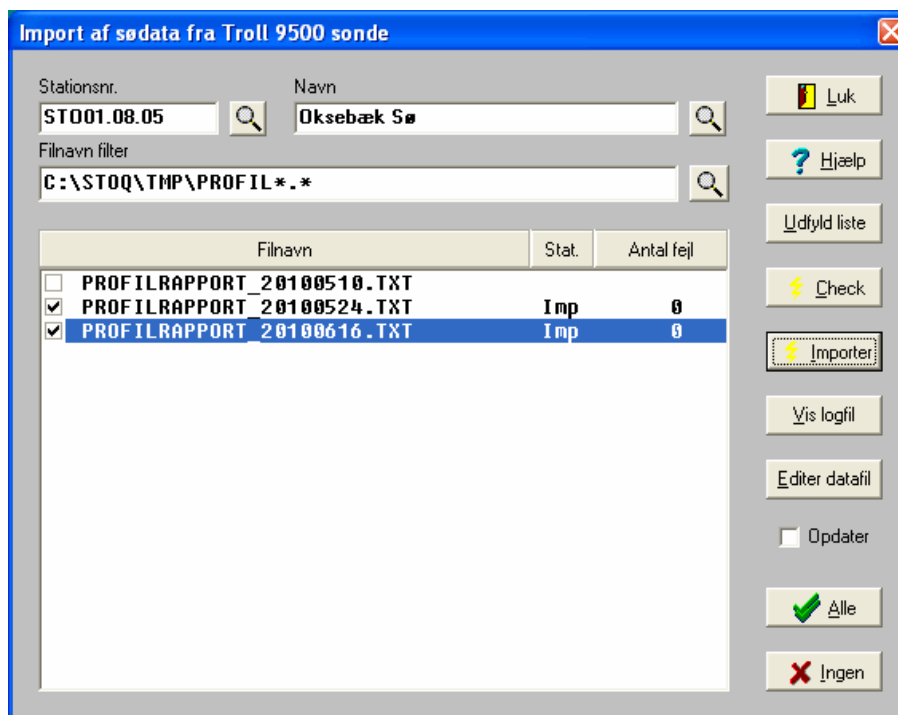 Import af sødata fra Troll 9500 sonde
Stationsnr.
Navn
STO01.08.05
Oksebæk Sø
Filnavn filter
C:\STOQ\TMP\PROFIL*.*
Filnavn
Stat.
Antal fejl
PROFILRAPPORT_20100510.TXT
PROFILRAPPORT_20100524.TXT Imp 0
PROFILRAPPORT_20100616.TXT Imp 0
Luk
Hjælp
Udfyld liste
Check
Importer
Vis logfil
Editer datafil
Opdater
Alle
Ingen